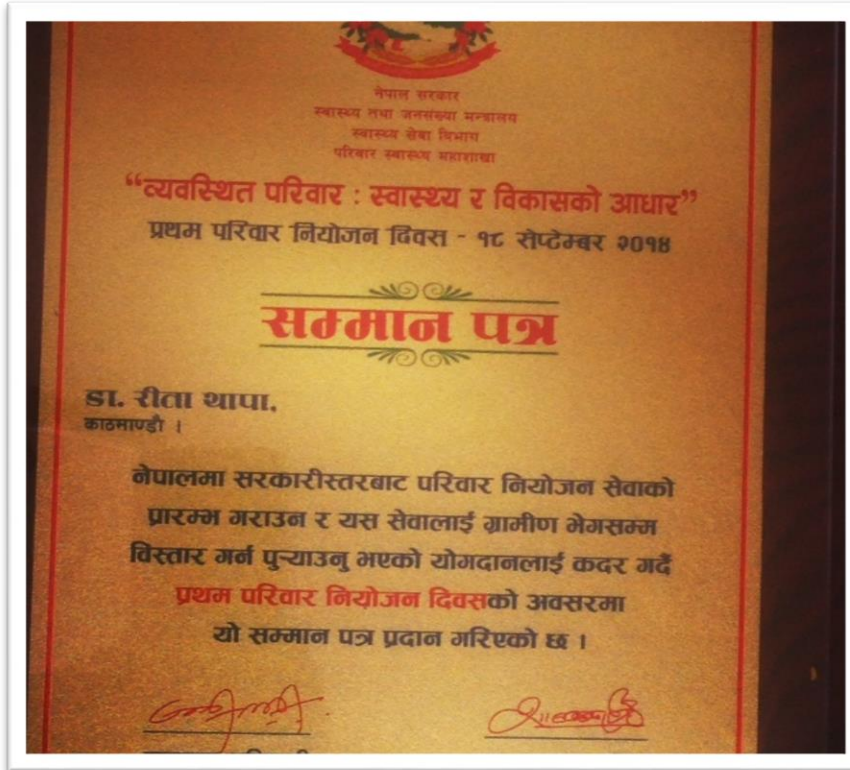 नेपाल सरकार
स्वास्थ्य तथा जनसंख्या मन्त्रालय
स्वास्थ्य सेवा विभाग
परिवार स्वास्थ्य महाशाखा
“व्यवस्थित परिवार : स्वास्थ्य र विकासको आधार”
प्रथम परिवार नियोजन दिवस - १८ सेप्टेम्बर २०१४
सम्मान पत्र
डा. रीता थापा,
काठमाण्डौ ।
नेपालमा सरकारीस्तरबाट परिवार नियोजन सेवाको
प्रारम्भ गराउन र यस सेवालाई ग्रामीण भेगसम्म
विस्तार गर्न पुऱ्याउनु भएको योगदानलाई कदर गर्दै
प्रथम परिवार नियोजन दिवसको अवसरमा
यो सम्मान पत्र प्रदान गरिएको छ ।